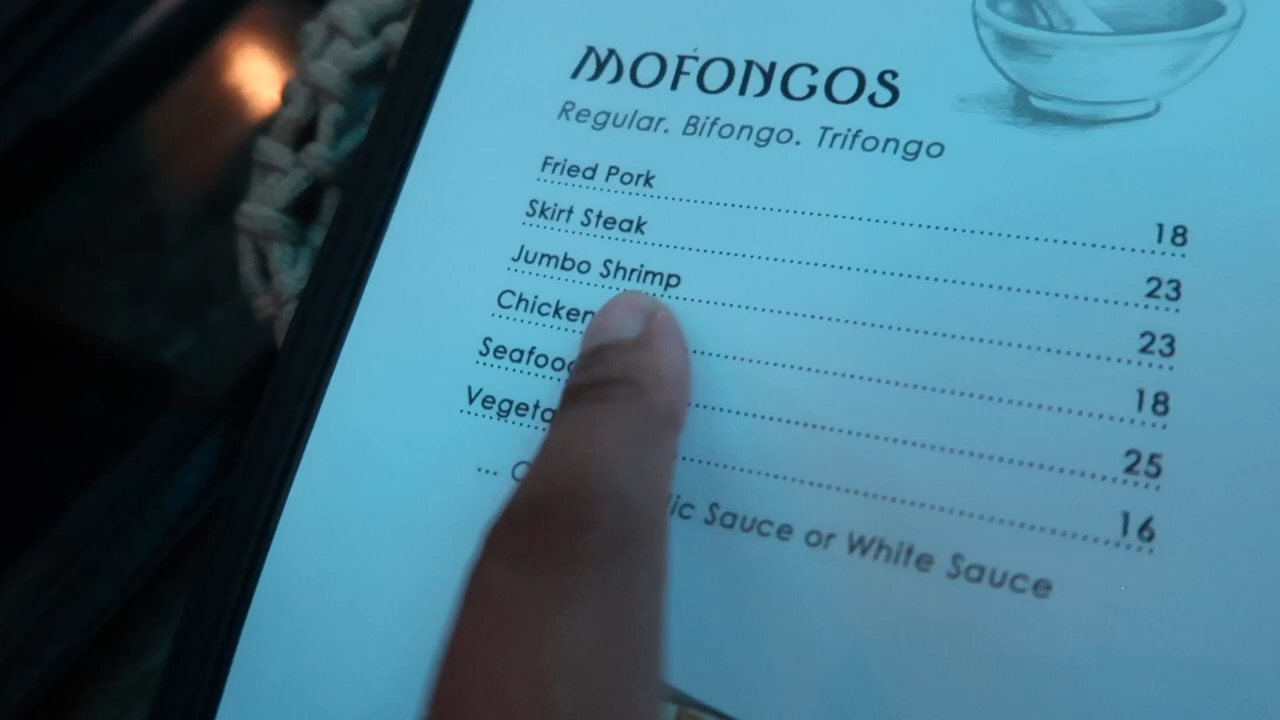 MOFONGOS
Regular. Bifongo. Trifongo
Fried Pork 18
Skirt Steak 23
Jumbo Shrimp 23
Chicken 18
Seafood 25
16
... Sauce or White Sauce